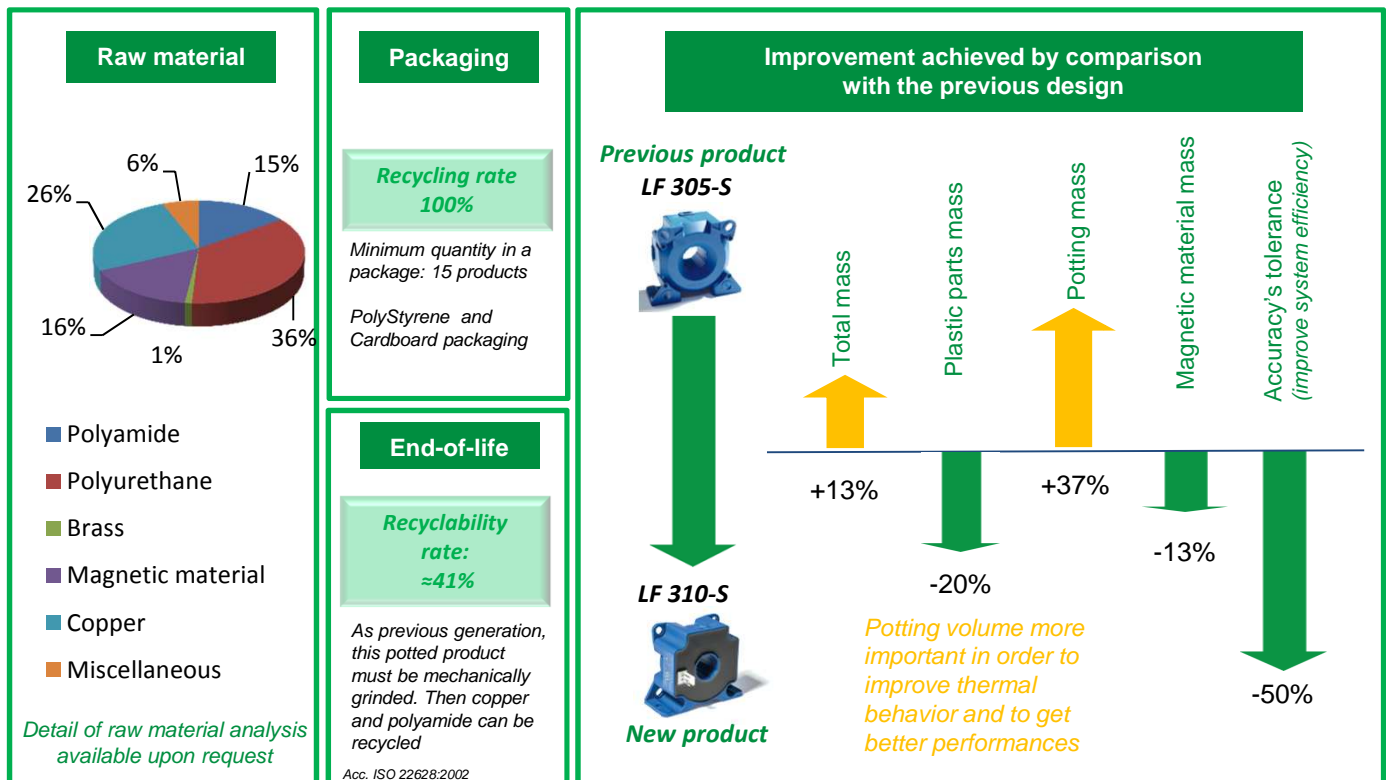 Raw material
6%
15%
26%
16%
1%
36%
Polyamide
Polyurethane
Brass
Magnetic material
Copper
Miscellaneous
Detail of raw material analysis
available upon request
Packaging
Recycling rate
100%
Minimum quantity in a
package: 15 products
PolyStyrene and
Cardboard packaging
End-of-life
Recyclability
rate:
≈41%
As previous generation,
this potted product
must be mechanically
grinded. Then copper
and polyamide can be
recycled
Acc. ISO 22628:2002
Improvement achieved by comparison
with the previous design
Previous product
LF 305-S
LF 310-S
New product
Total mass
Plastic parts mass
Potting mass
Magnetic material mass
Accuracy’s tolerance
(improve system efficiency)
+13%
-20%
+37%
-13%
-50%
Potting volume more
important in order to
improve thermal
behavior and to get
better performances